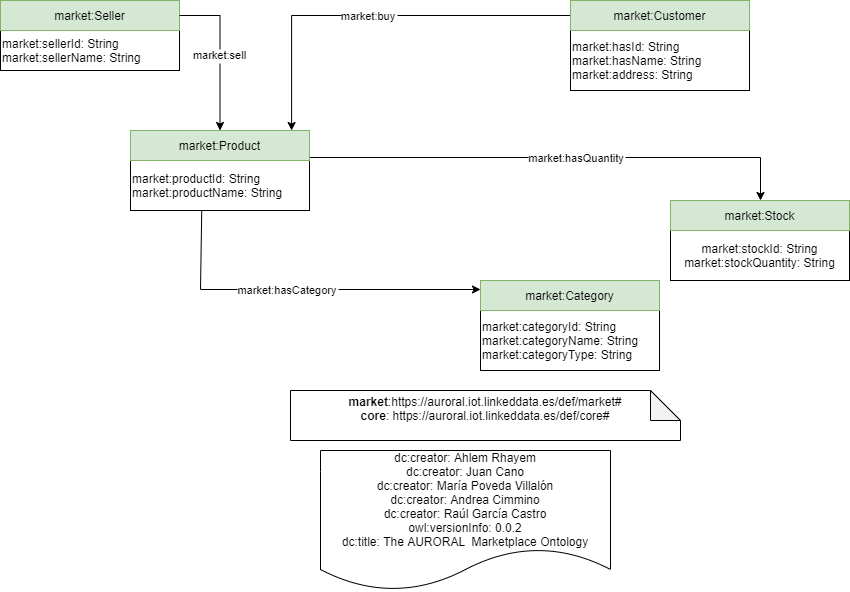 market:Seller
market:sellerId: String
market:sellerName: String
market:sell
market:buy
market:Customer
market:hasId: String
market:hasName: String
market:address: String
market:Product
market:productId: String
market:productName: String
market:hasQuantity
market:Stock
market:stockId: String
market:stockQuantity: String
market:hasCategory
market:Category
market:categoryId: String
market:categoryName: String
market:categoryType: String
market:https://auroral.iot.linkeddata.es/def/market#
core: https://auroral.iot.linkeddata.es/def/core#
dc:creator: Ahlem Rhayem
dc:creator: Juan Cano
dc:creator: María Poveda Villalón
dc:creator: Andrea Cimmino
dc:creator: Raúl García Castro
owl:versionInfo: 0.0.2
dc:title: The AURORAL  Marketplace Ontology